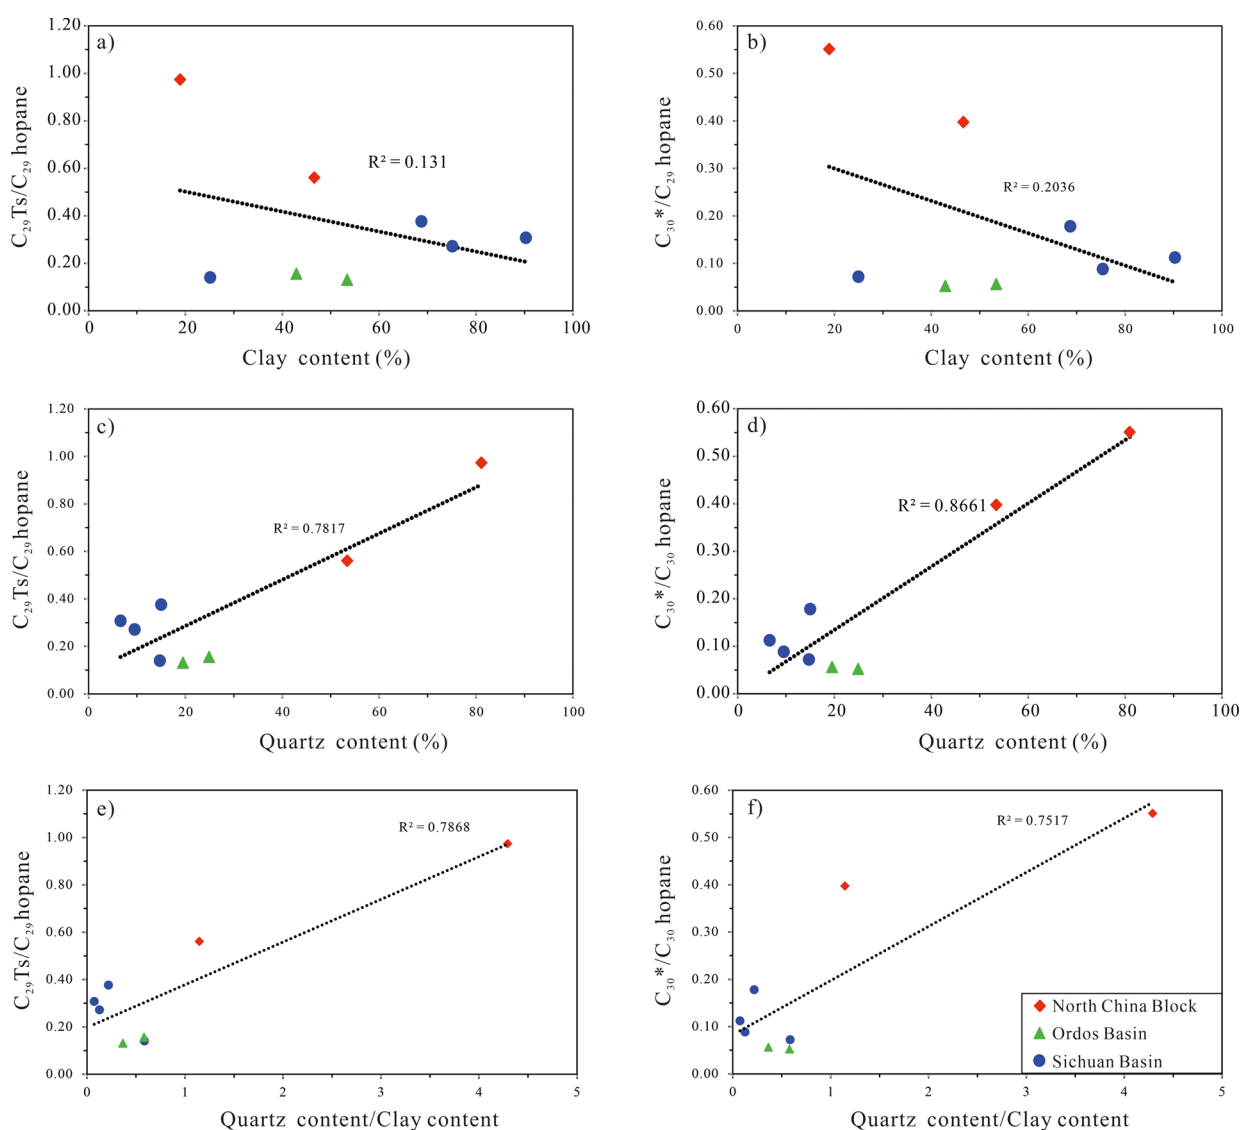 a)
C₂₉Ts/C₂₉ hopane
1.20
1.00
0.80
0.60
0.40
0.20
0.00
R² = 0.131
0 20 40 60 80 100
Clay content (%)
b)
C₃₀*/C₂₉ hopane
0.60
0.50
0.40
0.30
0.20
0.10
0.00
R² = 0.2036
0 20 40 60 80 100
Clay content (%)
c)
C₂₉Ts/C₂₉hopane
1.20
1.00
0.80
0.60
0.40
0.20
0.00
R² = 0.7817
0 20 40 60 80 100
Quartz content (%)
d)
C₃₀*/C₃₀ hopane
0.60
0.50
0.40
0.30
0.20
0.10
0.00
R² = 0.8661
0 20 40 60 80 100
Quartz content (%)
e)
C₂₉Ts/C₂₉hopane
1.20
1.00
0.80
0.60
0.40
0.20
0.00
R² = 0.7868
0 1 2 3 4 5
Quartz content/Clay content
f)
C₃₀*/C₃₀ hopane
0.60
0.50
0.40
0.30
0.20
0.10
0.00
R² = 0.7517
North China Block
Ordos Basin
Sichuan Basin
0 1 2 3 4 5
Quartz content/Clay content